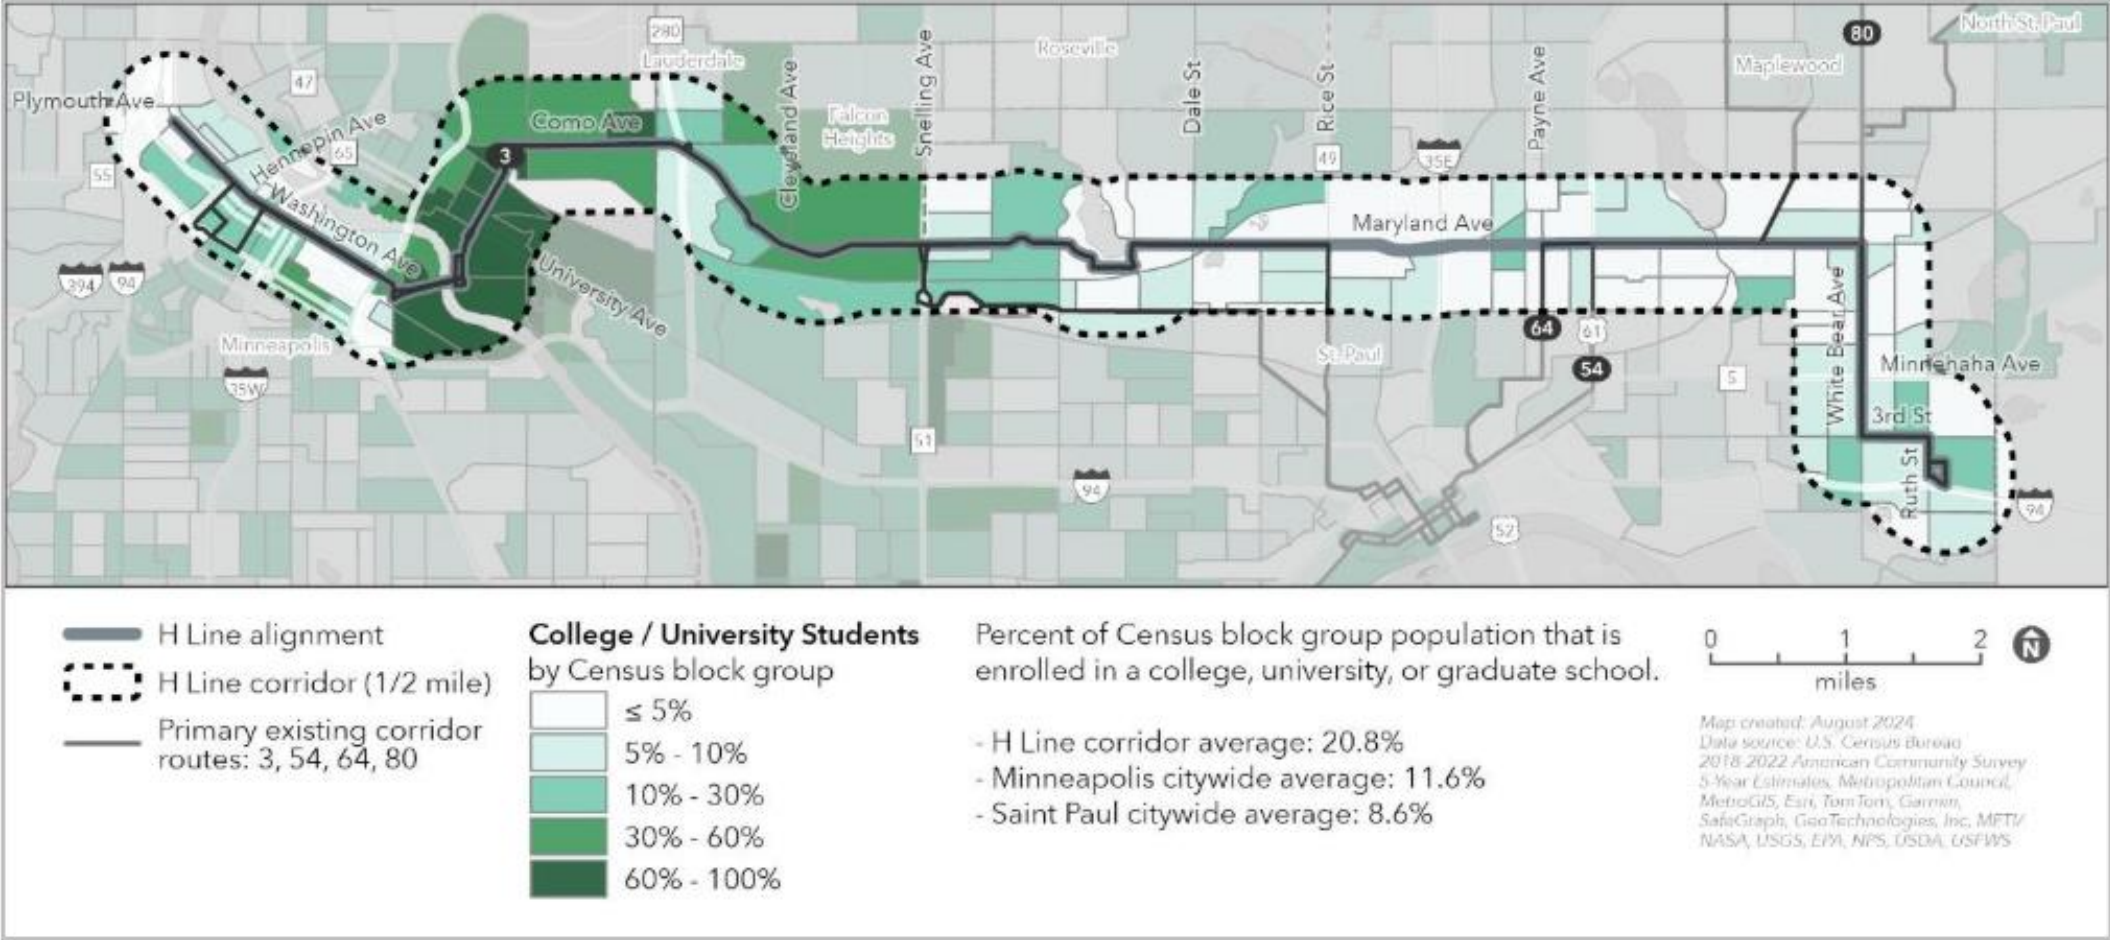 80
North St. Paul
280
Lauderdale
Roseville
Maplewood
47
Plymouth Ave
Hennepin Ave
65
Como Ave
Cleveland Ave
Falcon
Heights
Snelling Ave
Dale St
Rice St
49
35E
Payne Ave
3
55
Washington Ave
Maryland Ave
394
94
University Ave
Minneapolis
35W
St. Paul
64
61
54
5
White Bear Ave
Minnehaha Ave
3rd St
Ruth St
51
94
52
94
H Line alignment
H Line corridor (1/2 mile)
Primary existing corridor
routes: 3, 54, 64, 80
College / University Students
by Census block group
≤ 5%
5% - 10%
10% - 30%
30% - 60%
60% - 100%
Percent of Census block group population that is
enrolled in a college, university, or graduate school.
- H Line corridor average: 20.8%
- Minneapolis citywide average: 11.6%
- Saint Paul citywide average: 8.6%
0 1 2
miles
N
Map created: August 2024
Data source: U.S. Census Bureau
2018-2022 American Community Survey
5-Year Estimates, Metropolitan Council,
MetroGIS, Esri, TomTom, Garmin,
SafeGraph, GeoTechnologies, Inc, METI/
NASA, USGS, EPA, NPS, USDA, USFWS